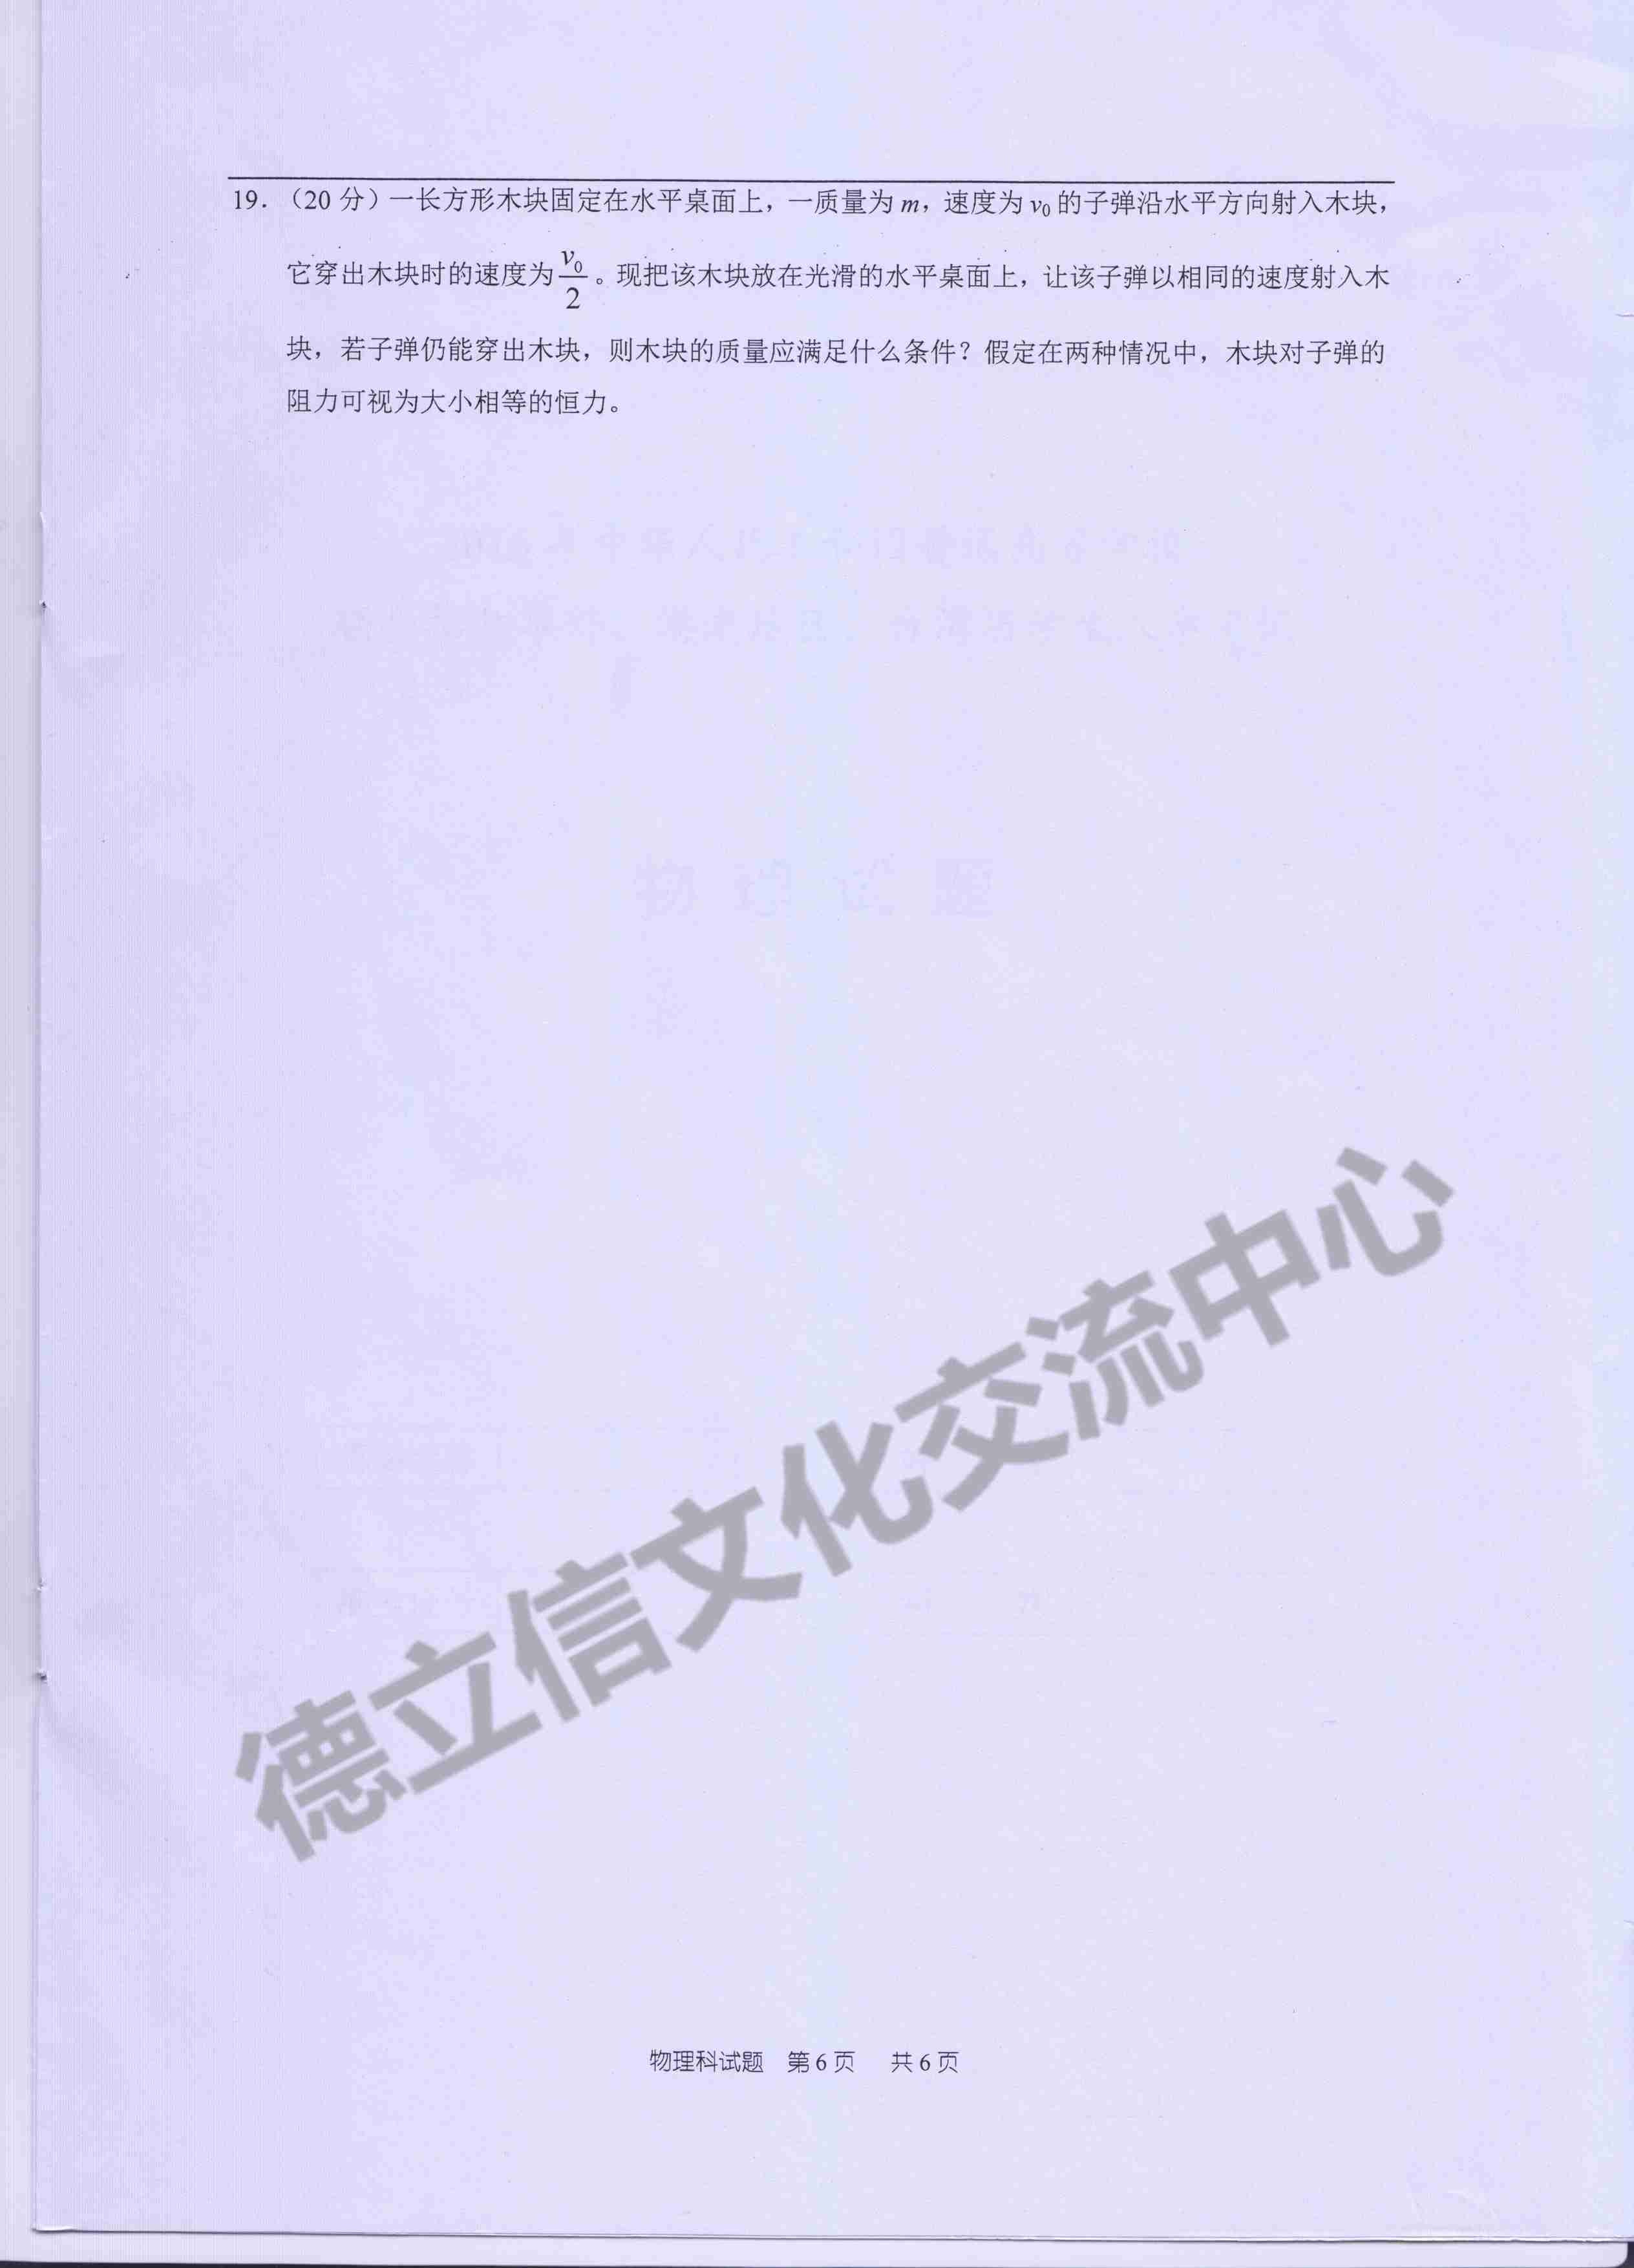 19.（20 分）一长方形木块固定在水平桌面上，一质量为 m，速度为 v₀ 的子弹沿水平方向射入木块，
它穿出木块时的速度为 v₀/2 。现把该木块放在光滑的水平桌面上，让该子弹以相同的速度射入木
块，若子弹仍能穿出木块，则木块的质量应满足什么条件？假定在两种情况中，木块对子弹的
阻力可视为大小相等的恒力。
物 理 试 题
德立信文化交流中心
物理科试题 第 6 页 共 6 页